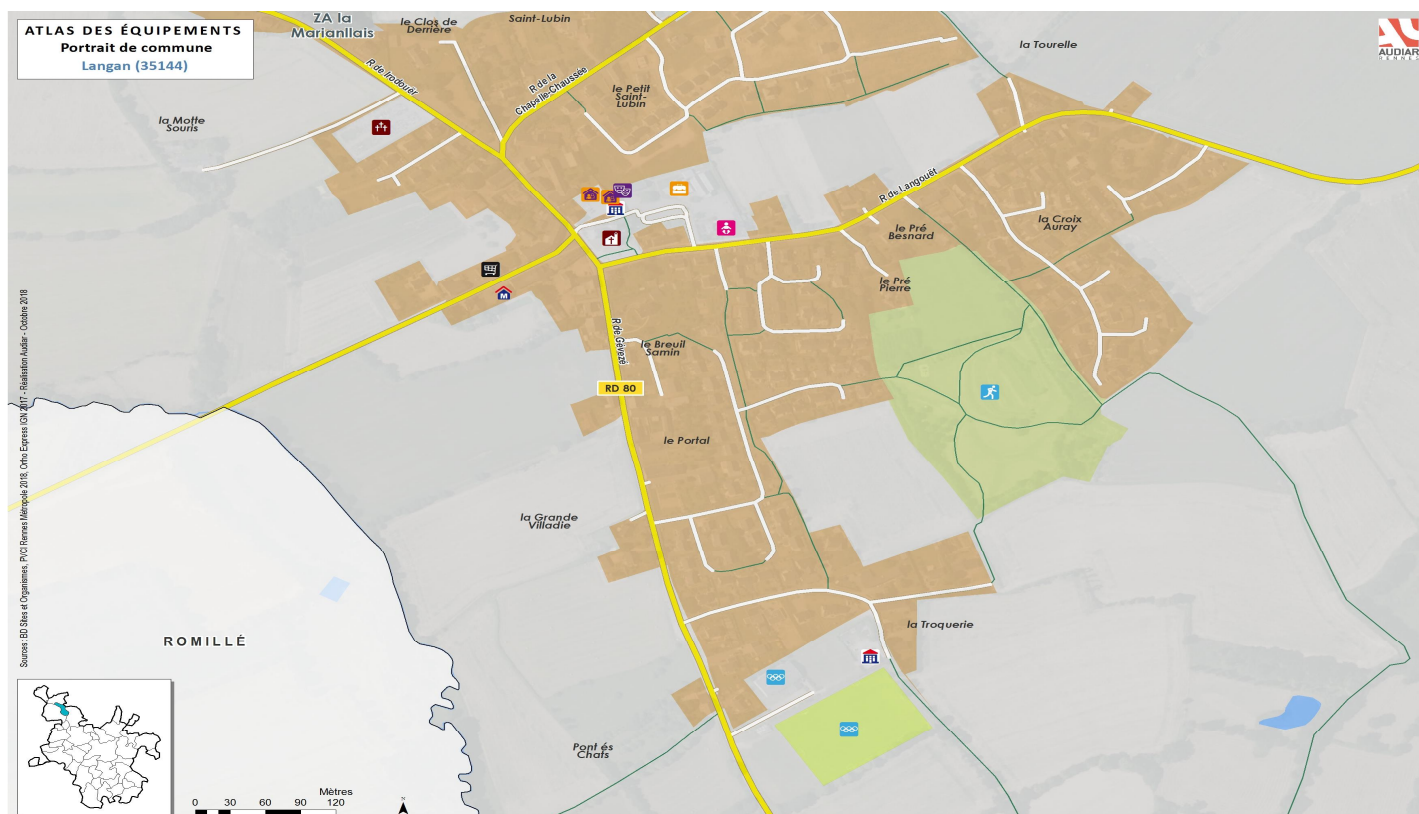 ATLAS DES ÉQUIPEMENTS
Portrait de commune
Langan (35144)
ZA la
Marianllais
le Clos de
Derrière
Saint-Lubin
la Tourelle
AUDIAR
RENNES
R de Irodouër
R de la
Chapelle-Chaussée
le Petit
Saint-
Lubin
la Motte
Souris
R de Langouët
la Croix
Auray
le Pré
Besnard
le Pré
Pierre
M
R de Gévezé
le Breuil
Samin
RD 80
le Portal
la Grande
Villadie
la Troquerie
ROMILLÉ
Pont és
Chats
Mètres
0 30 60 90 120
N
Sources : BD Sites et Organismes, PVCI Rennes Métropole 2018, Ortho Express IGN 2017 - Réalisation Audiar - Octobre 2018